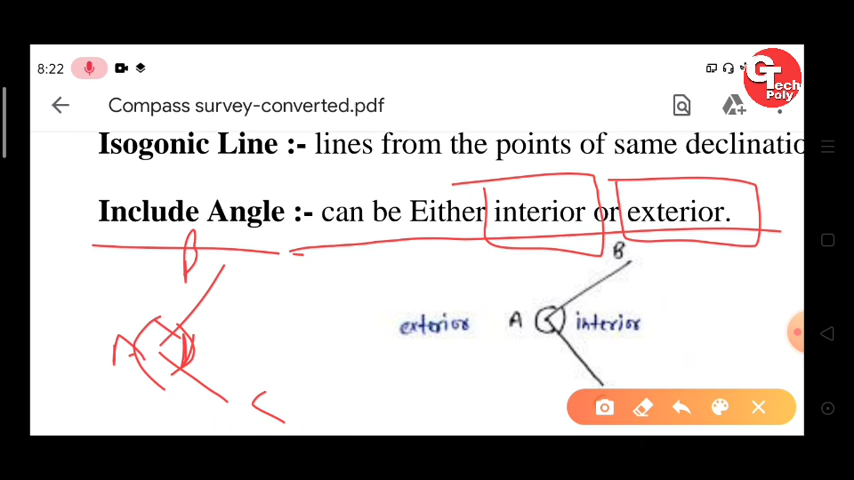 8:22
GTech
Poly
Compass survey-converted.pdf
Isogonic Line :- lines from the points of same declinatio
Include Angle :- can be Either interior or exterior.
B
B
exterior A interior
A
C